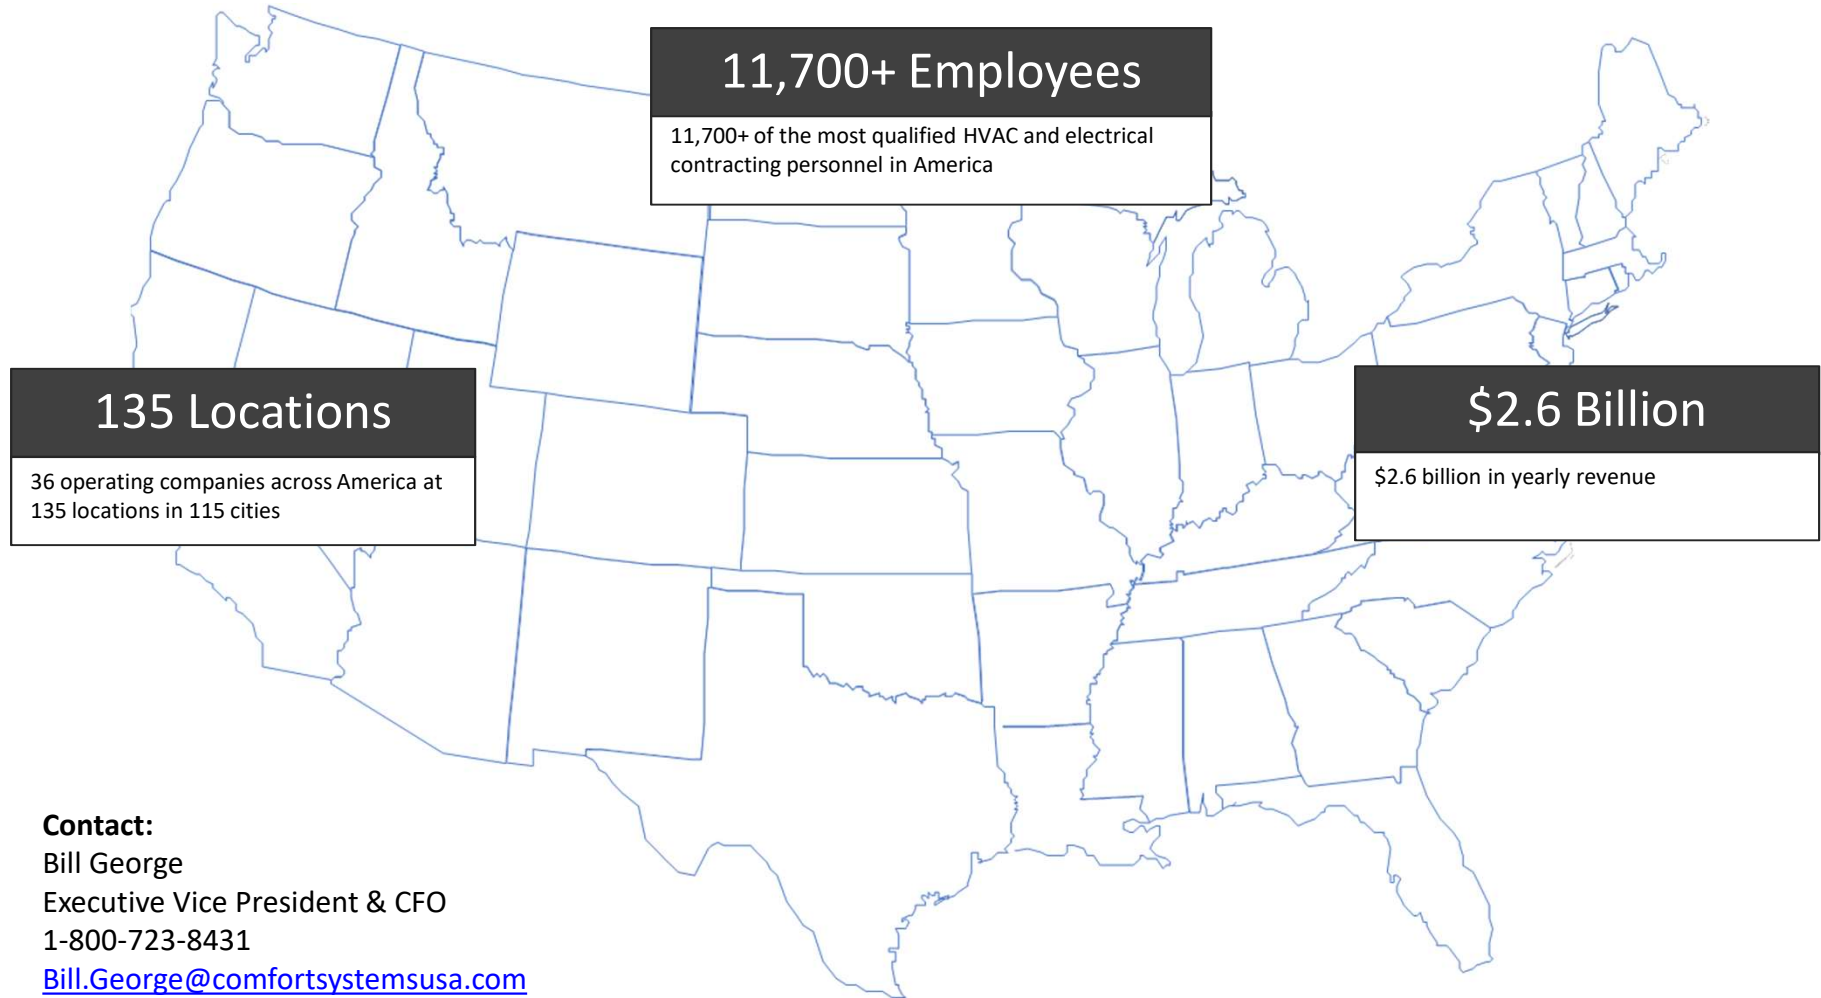 11,700+ Employees
11,700+ of the most qualified HVAC and electrical
contracting personnel in America
135 Locations
36 operating companies across America at
135 locations in 115 cities
$2.6 Billion
$2.6 billion in yearly revenue
Contact:
Bill George
Executive Vice President & CFO
1-800-723-8431
Bill.George@comfortsystemsusa.com